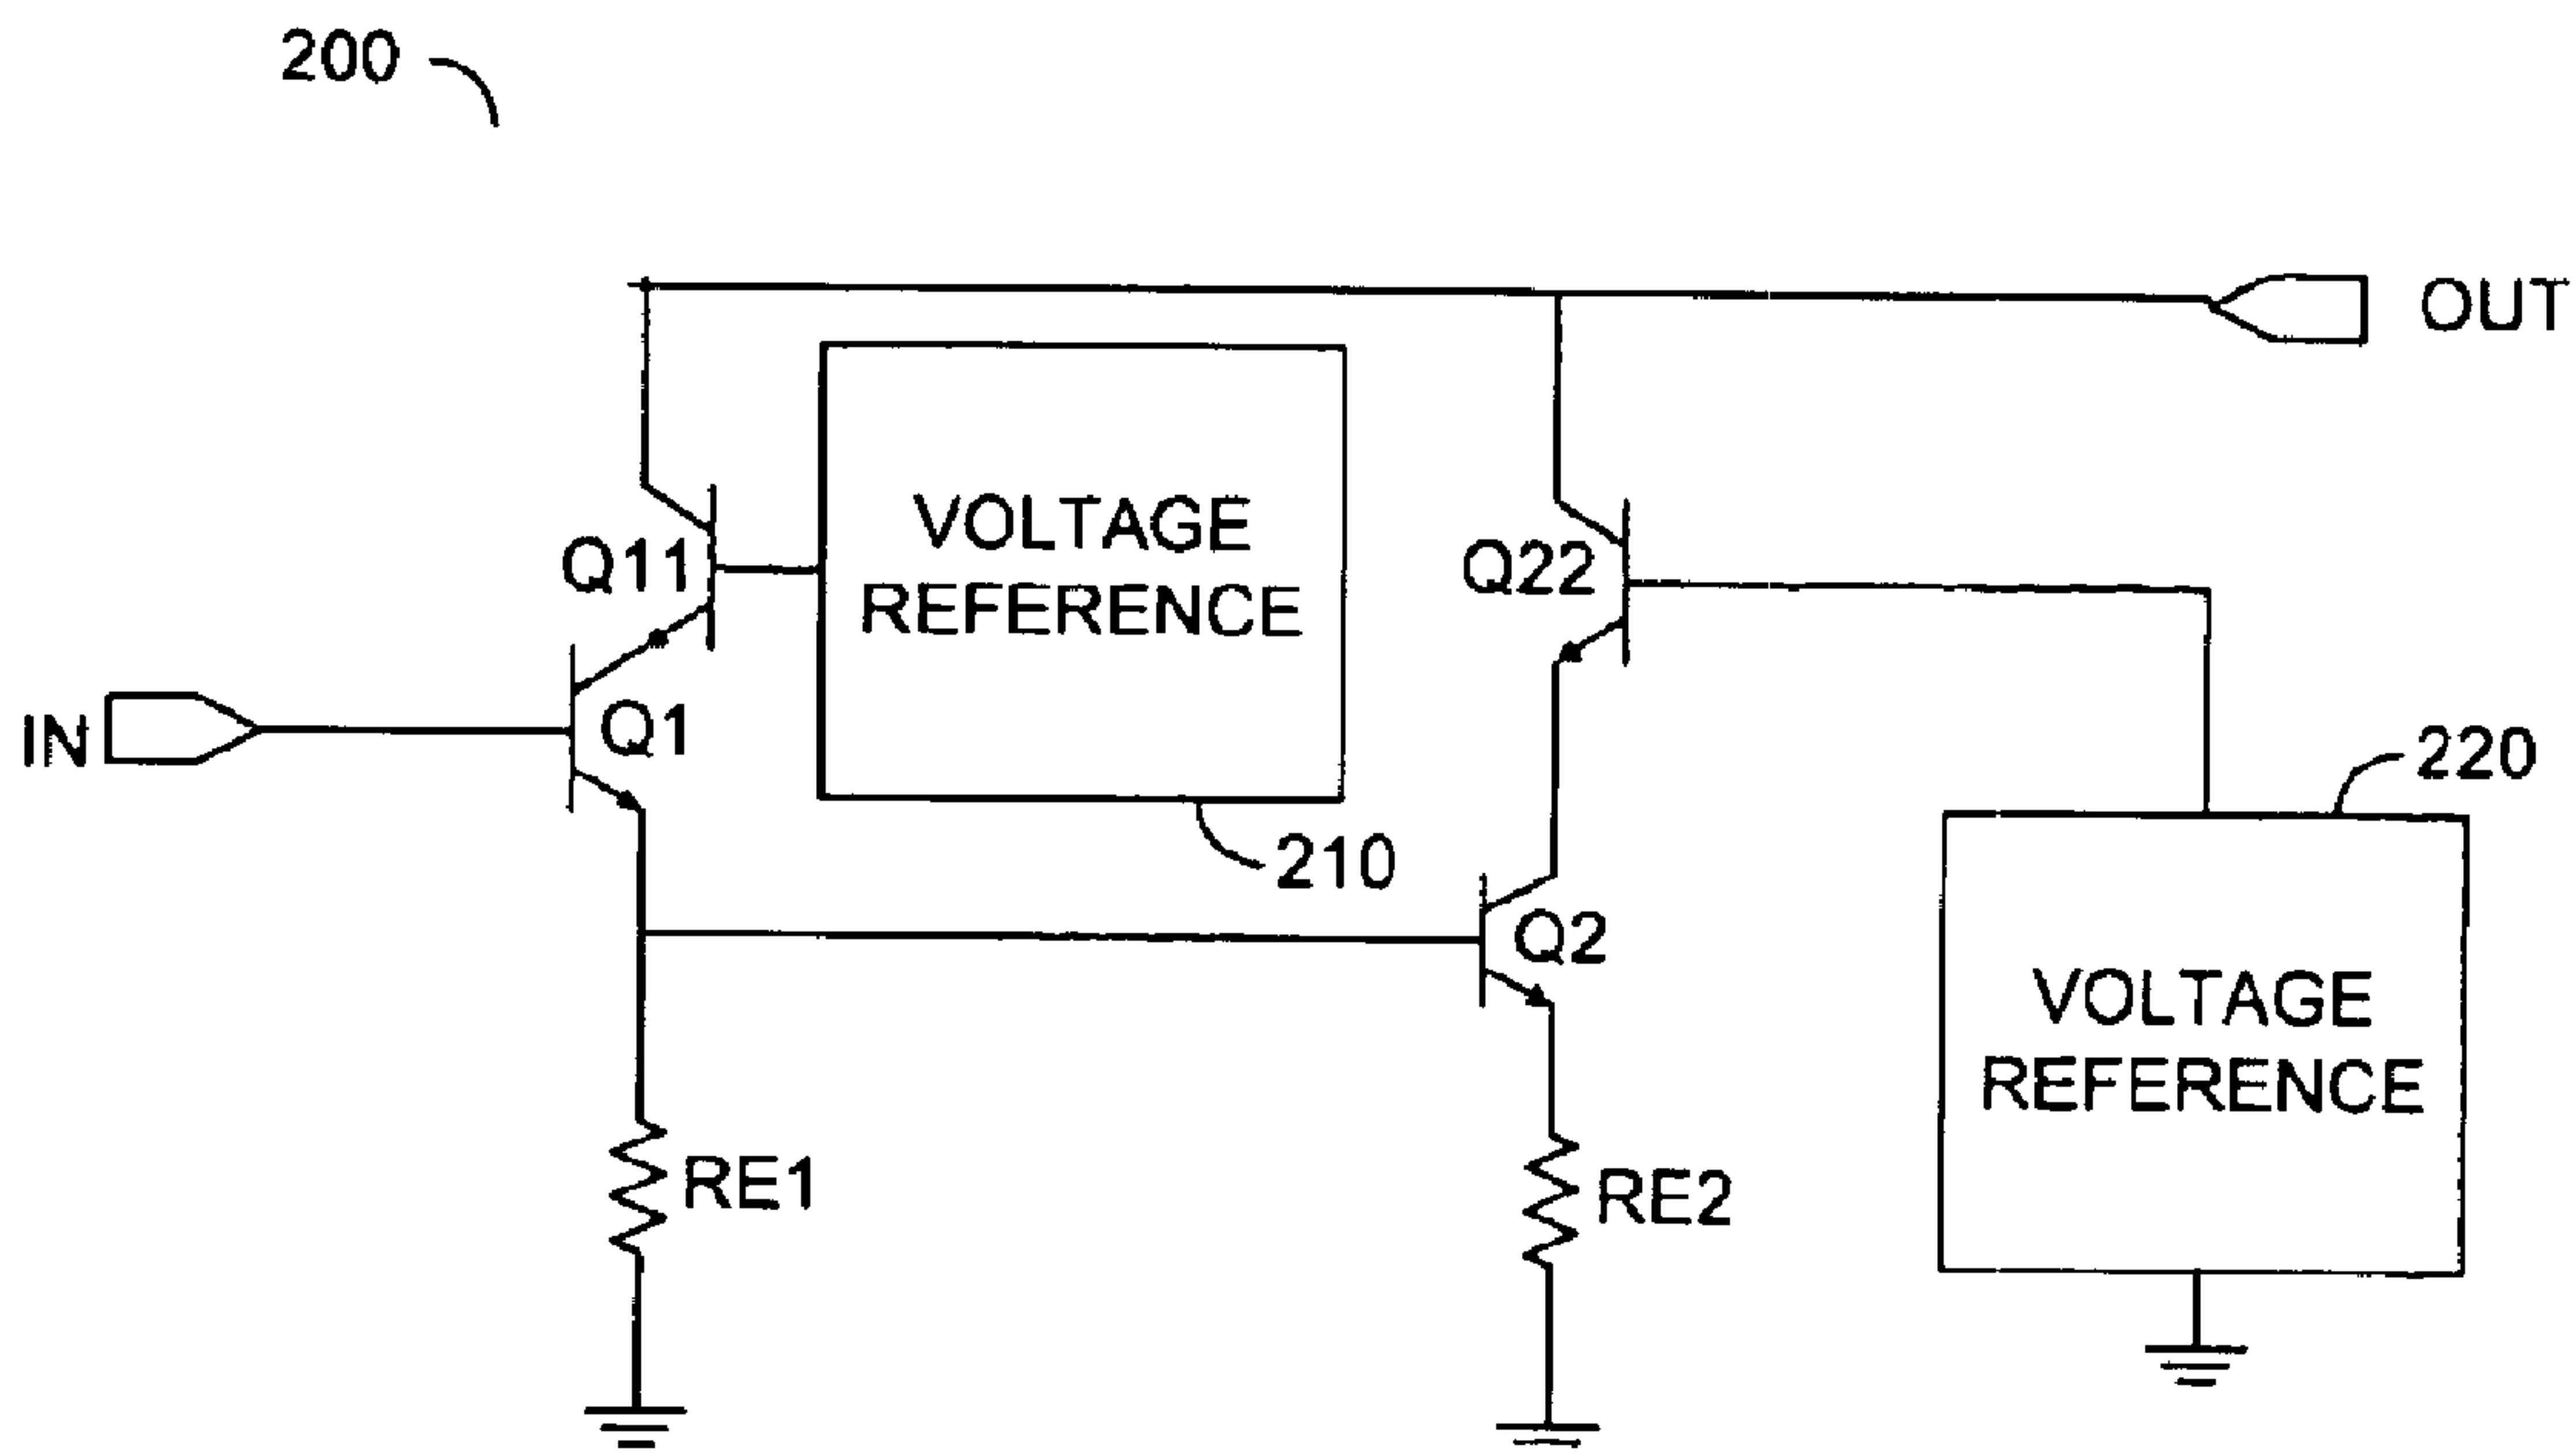 200
OUT
VOLTAGE
REFERENCE
Q11
Q22
IN
Q1
220
210
Q2
VOLTAGE
REFERENCE
RE1
RE2